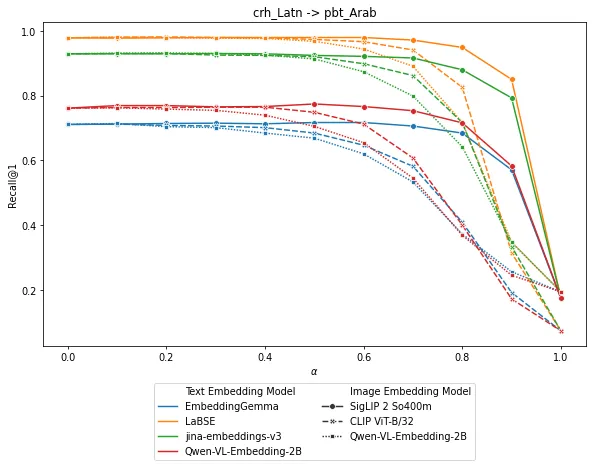 crh_Latn -> pbt_Arab
Recall@1
1.0
0.8
0.6
0.4
0.2
0.0 0.2 0.4 0.6 0.8 1.0
α
Text Embedding Model Image Embedding Model
EmbeddingGemma SigLIP 2 So400m
LaBSE CLIP ViT-B/32
jina-embeddings-v3 Qwen-VL-Embedding-2B
Qwen-VL-Embedding-2B